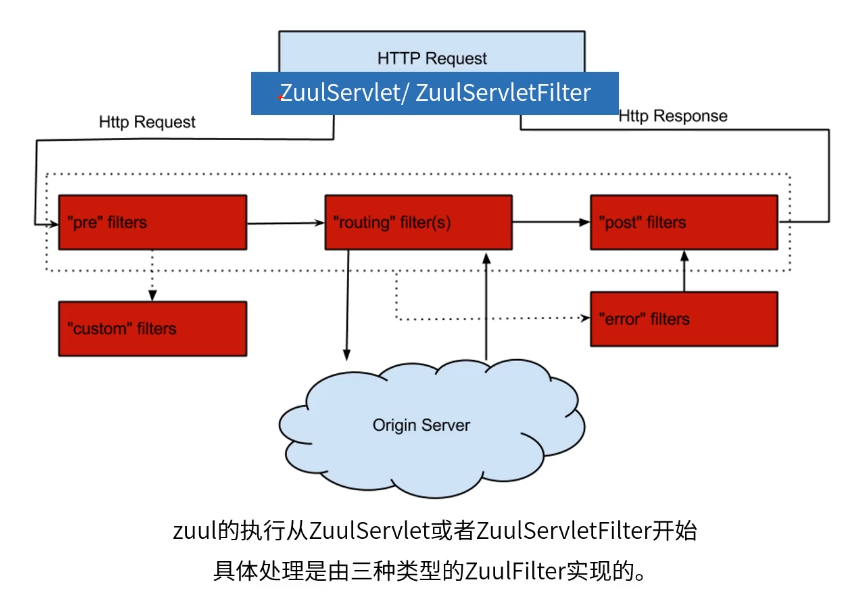 HTTP Request
ZuulServlet/ ZuulServletFilter
Http Request
Http Response
"pre" filters
"routing" filter(s)
"post" filters
"custom" filters
"error" filters
Origin Server
zuul的执行从ZuulServlet或者ZuulServletFilter开始
具体处理是由三种类型的ZuulFilter实现的。